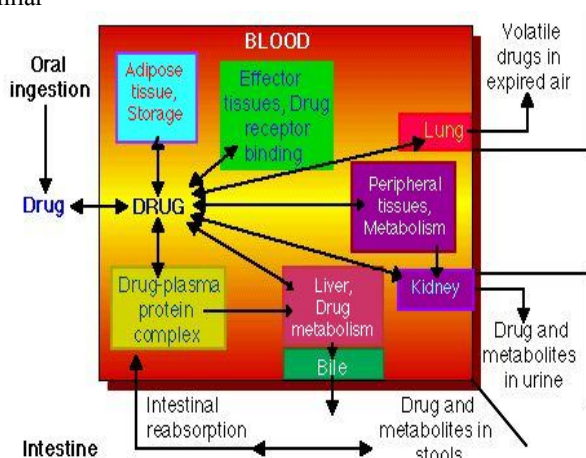 BLOOD
Oral
ingestion
Adipose
tissue,
Storage
Effector
tissues, Drug
receptor
binding
Volatile
drugs in
expired air
Lung
Drug
DRUG
Peripheral
tissues,
Metabolism
Drug-plasma
protein
complex
Liver,
Drug
metabolism
Kidney
Bile
Drug and
metabolites
in urine
Intestinal
reabsorption
Drug and
metabolites in
stools
Intestine